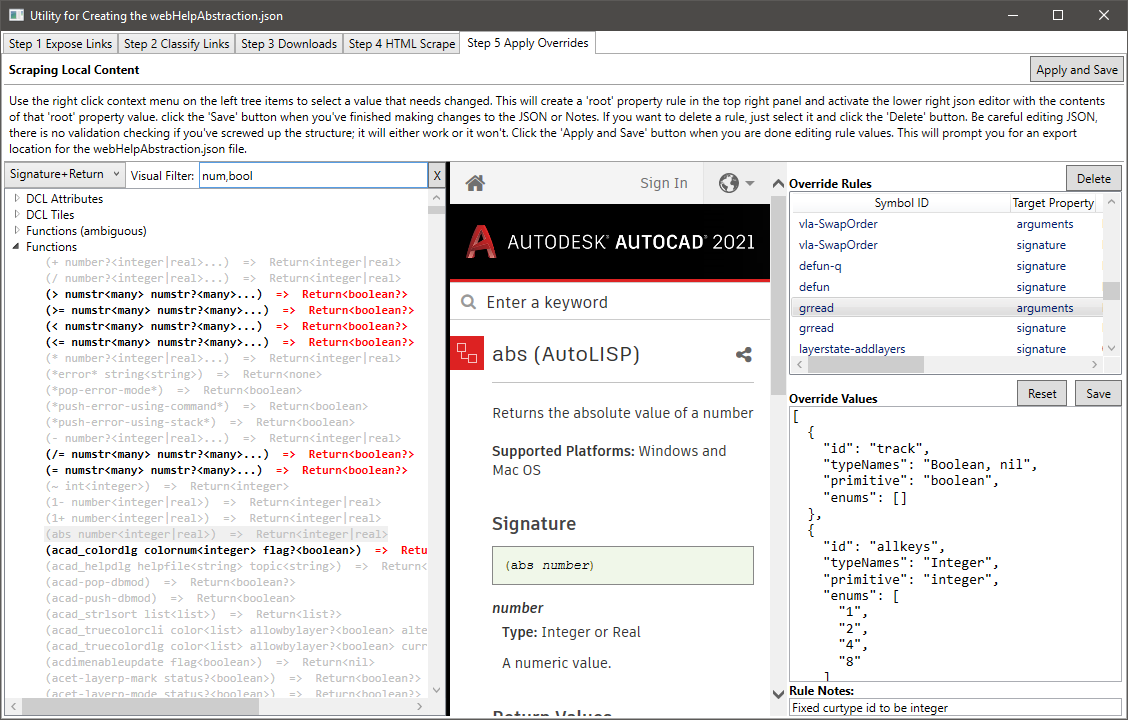 Utility for Creating the webHelpAbstraction.json
Step 1 Expose Links
Step 2 Classify Links
Step 3 Downloads
Step 4 HTML Scrape
Step 5 Apply Overrides
Scraping Local Content
Apply and Save
Use the right click context menu on the left tree items to select a value that needs changed. This will create a 'root' property rule in the top right panel and activate the lower right json editor with the contents
of that 'root' property value. click the 'Save' button when you've finished making changes to the JSON or Notes. If you want to delete a rule, just select it and click the 'Delete' button. Be careful editing JSON,
there is no validation checking if you've screwed up the structure; it will either work or it won't. Click the 'Apply and Save' button when you are done editing rule values. This will prompt you for an export
location for the webHelpAbstraction.json file.
Signature+Return
Visual Filter:
num,bool
X
DCL Attributes
DCL Tiles
Functions (ambiguous)
Functions
(+ number?<integer|real>...) => Return<integer|real>
(/ number?<integer|real>...) => Return<integer|real>
(> numstr<many> numstr?<many>...) => Return<boolean?>
(>= numstr<many> numstr?<many>...) => Return<boolean?>
(< numstr<many> numstr?<many>...) => Return<boolean?>
(<= numstr<many> numstr?<many>...) => Return<boolean?>
(* number?<integer|real>...) => Return<integer|real>
(*error* string<string>) => Return<none>
(*pop-error-mode*) => Return<boolean>
(*push-error-using-command*) => Return<boolean>
(*push-error-using-stack*) => Return<boolean>
(- number?<integer|real>...) => Return<integer|real>
(/= numstr<many> numstr?<many>...) => Return<boolean?>
(= numstr<many> numstr?<many>...) => Return<boolean?>
(~ int<integer>) => Return<integer>
(1- number<integer|real>) => Return<integer|real>
(1+ number<integer|real>) => Return<integer|real>
(abs number<integer|real>) => Return<integer|real>
(acad_colordlg colornum<integer> flag?<boolean>) => Retu
(acad_helpdlg helpfile<string> topic<string>) => Return<
(acad-pop-dbmod) => Return<boolean?>
(acad-push-dbmod) => Return<boolean>
(acad_strlsort list<list>) => Return<list?>
(acad_truecolorcli color<list> allowbylayer?<boolean> alte
(acad_truecolordlg color<list> allowbylayer?<boolean> curr
(acdimenableupdate flag<boolean>) => Return<nil>
(acet-layerp-mark status?<boolean>) => Return<boolean>
(acet-layerp-mode status?<boolean>) => Return<boolean>
Sign In
AUTODESK® AUTOCAD® 2021
Enter a keyword
abs (AutoLISP)
Returns the absolute value of a number
Supported Platforms: Windows and
Mac OS
Signature
(abs number)
number
Type: Integer or Real
A numeric value.
Return Values
Override Rules
Delete
Symbol ID
Target Property
vla-SwapOrder arguments
vla-SwapOrder signature
defun-q signature
defun signature
grread arguments
grread signature
layerstate-addlayers signature
Override Values
Reset
Save
[
{
"id": "track",
"typeNames": "Boolean, nil",
"primitive": "boolean",
"enums": []
},
{
"id": "allkeys",
"typeNames": "Integer",
"primitive": "integer",
"enums": [
"1",
"2",
"4",
"8"
]
Rule Notes:
Fixed curtype id to be integer